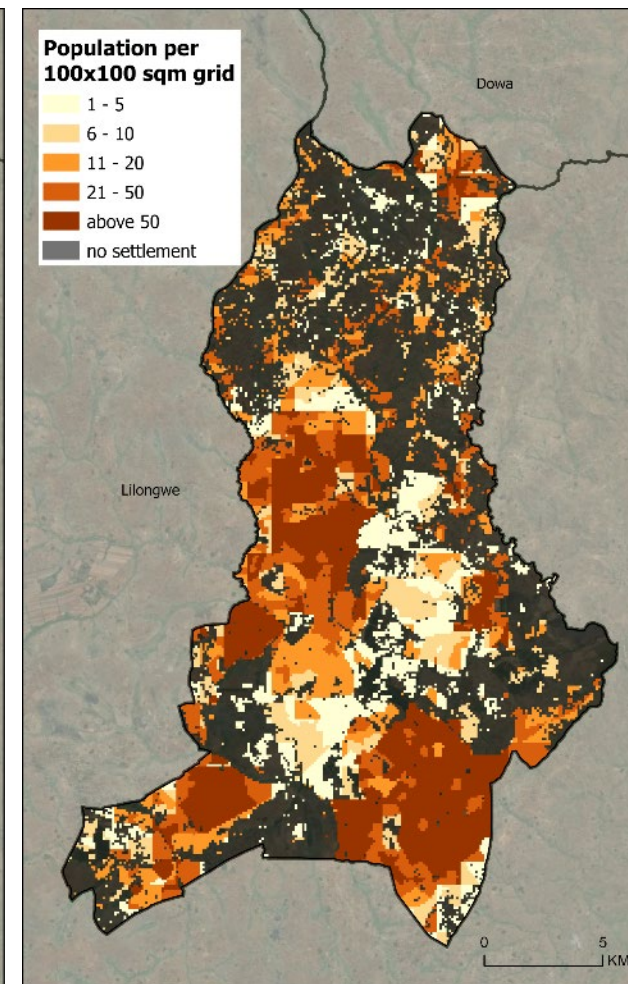 Population per
100x100 sqm grid
1 - 5
6 - 10
11 - 20
21 - 50
above 50
no settlement
Dowa
Lilongwe
0 5
KM